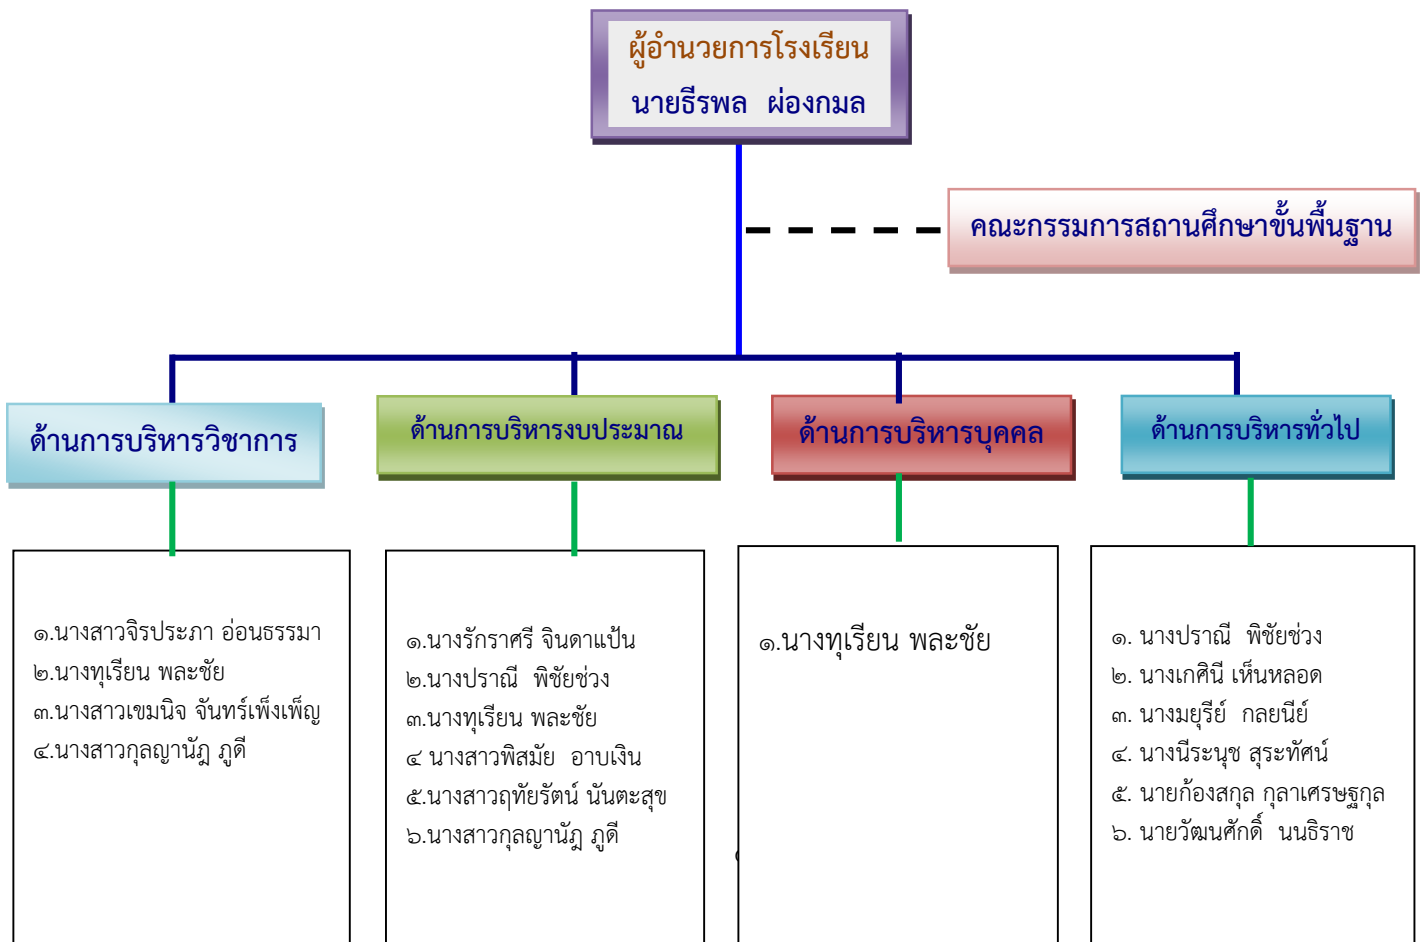 ผู้อำนวยการโรงเรียน
นายธีรพล  ผ่องกมล
คณะกรรมการสถานศึกษาขั้นพื้นฐาน
ด้านการบริหารวิชาการ
ด้านการบริหารงบประมาณ
ด้านการบริหารบุคคล
ด้านการบริหารทั่วไป
๑.นางสาวจิรประภา อ่อนธรรมา
๒.นางทุเรียน พละชัย
๓.นางสาวเขมนิจ จันทร์เพ็งเพ็ญ
๔.นางสาวกุลญานัฎ ภูดี
๑.นางรักราศรี จินดาแป้น
๒.นางปราณี  พิชัยช่วง
๓.นางทุเรียน พละชัย
๔ นางสาวพิสมัย  อาบเงิน
๕.นางสาวฤทัยรัตน์ นันตะสุข
๖.นางสาวกุลญานัฎ ภูดี
๑.นางทุเรียน พละชัย
๑. นางปราณี  พิชัยช่วง
๒. นางเกศินี เห็นหลอด
๓. นางมยุรีย์  กลยนีย์
๔. นางนีระนุช สุระทัศน์
๕. นายก้องสกุล กุลาเศรษฐกุล
๖. นายวัฒนศักดิ์  นนธิราช